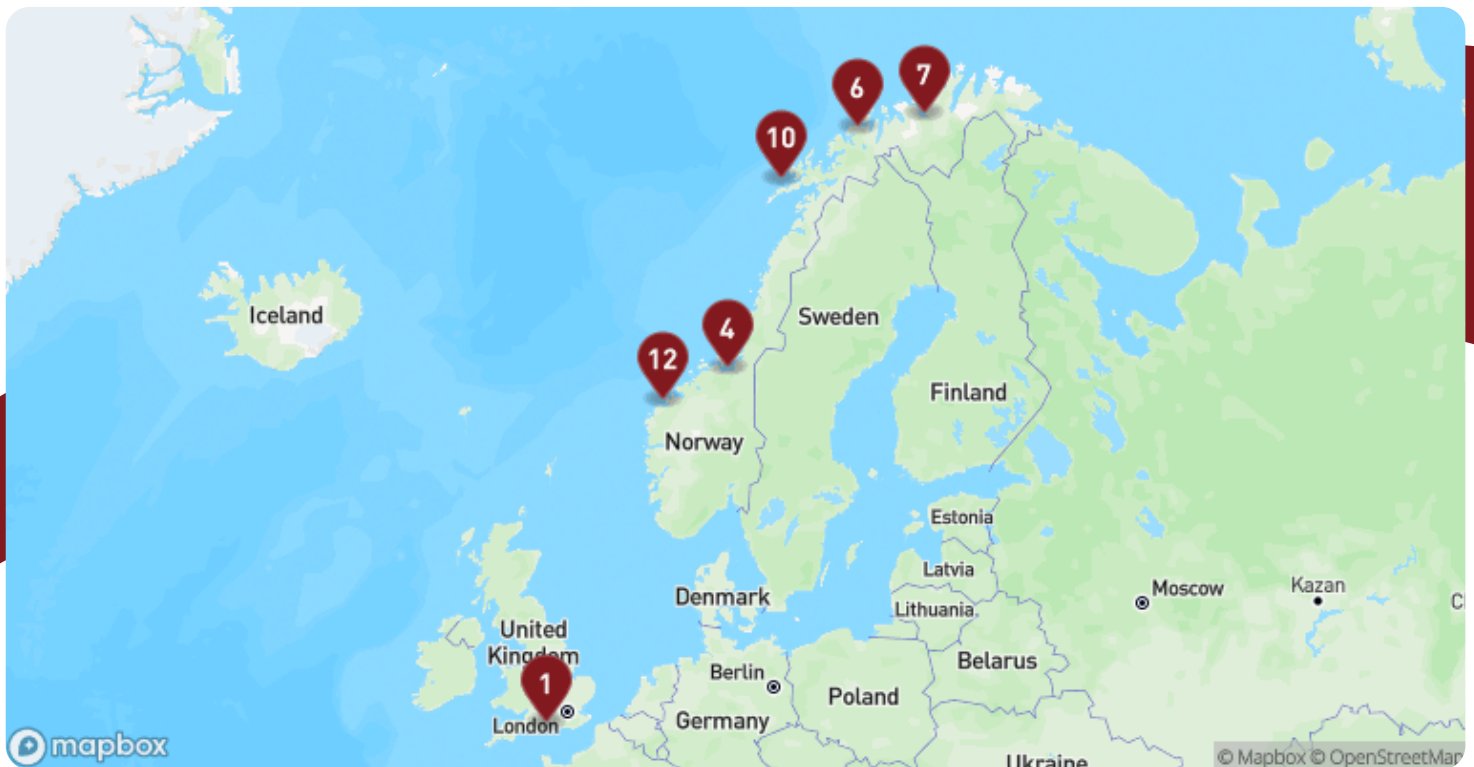 7
6
10
Iceland
Sweden
4
12
Finland
Norway
Estonia
Latvia
Denmark
Lithuania
Moscow
Kazan
United
Kingdom
Belarus
Berlin
1
Poland
London
Germany
mapbox
Ukraine
© Mapbox © OpenStreetMap